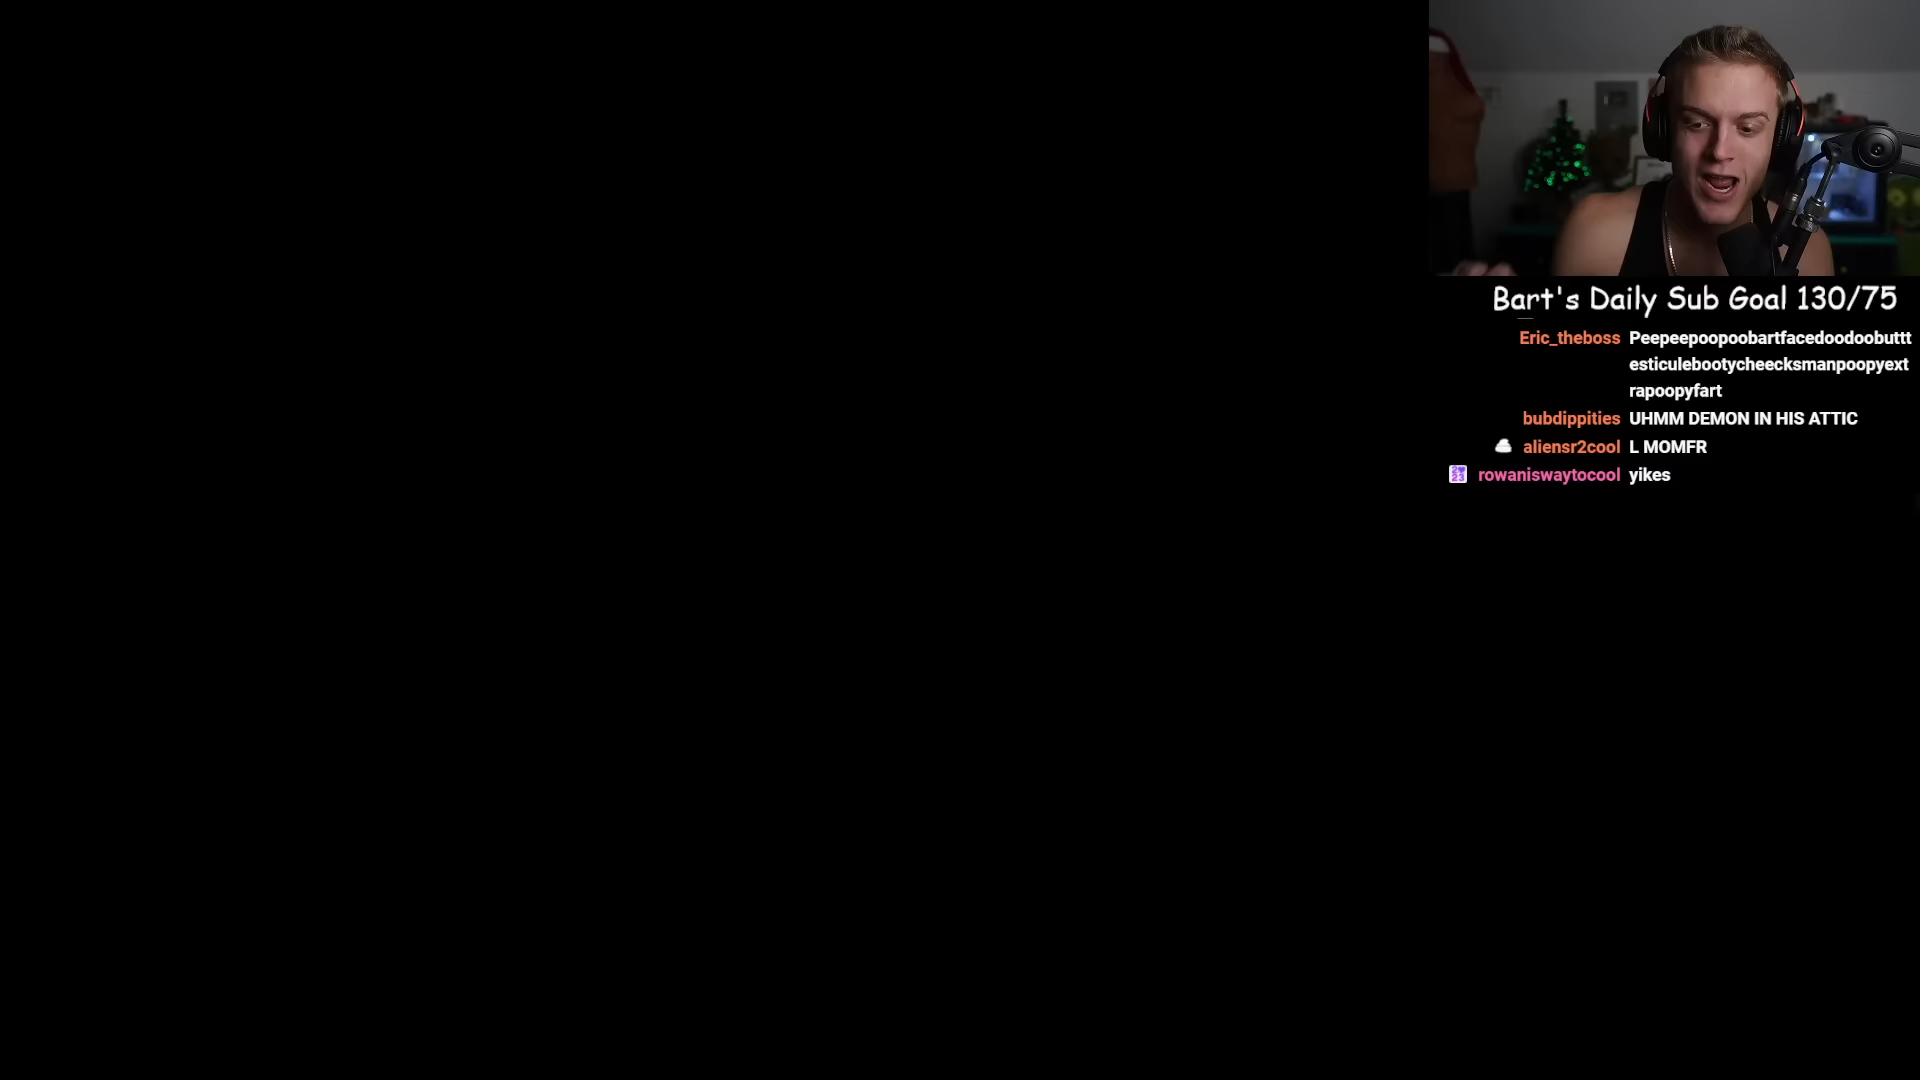 Bart's Daily Sub Goal 130/75
Eric_theboss Peepeepoopoobartfacedoodoobuttt
esticulebootycheecksmanpoopyext
rapoopyfart
bubdippities UHMM DEMON IN HIS ATTIC
aliensr2cool L MOMFR
rowaniswaytocool yikes